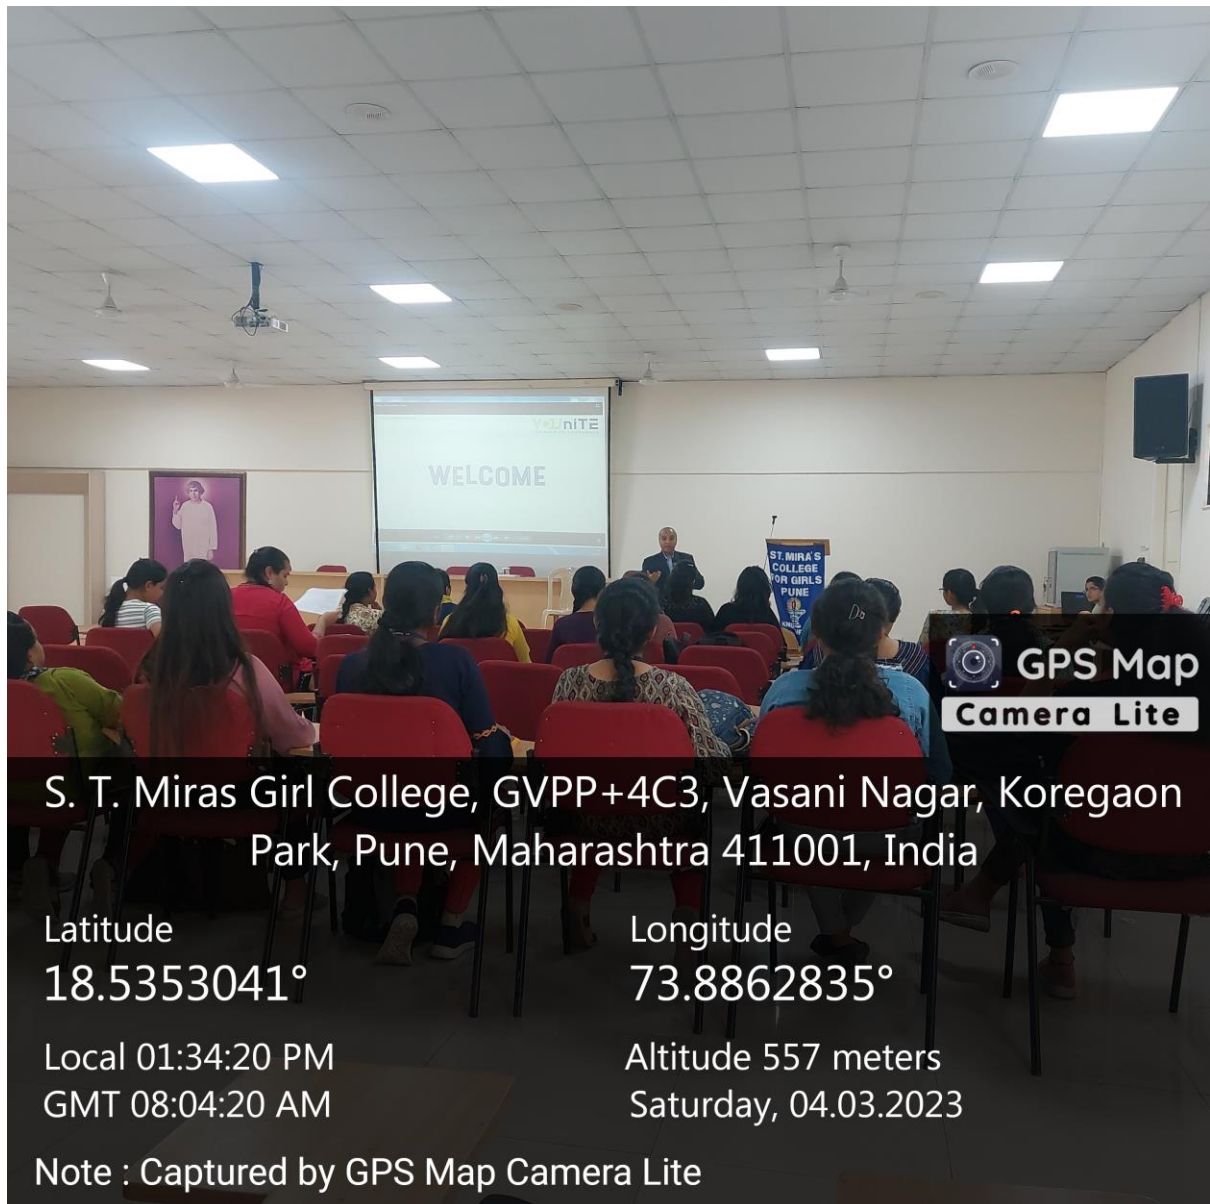 YOUniTE
WELCOME
ST. MIRA'S
COLLEGE
FOR GIRLS
PUNE
GPS Map
Camera Lite
S. T. Miras Girl College, GVPP+4C3, Vasani Nagar, Koregaon
Park, Pune, Maharashtra 411001, India
Latitude
18.5353041°
Longitude
73.8862835°
Local 01:34:20 PM
GMT 08:04:20 AM
Altitude 557 meters
Saturday, 04.03.2023
Note : Captured by GPS Map Camera Lite